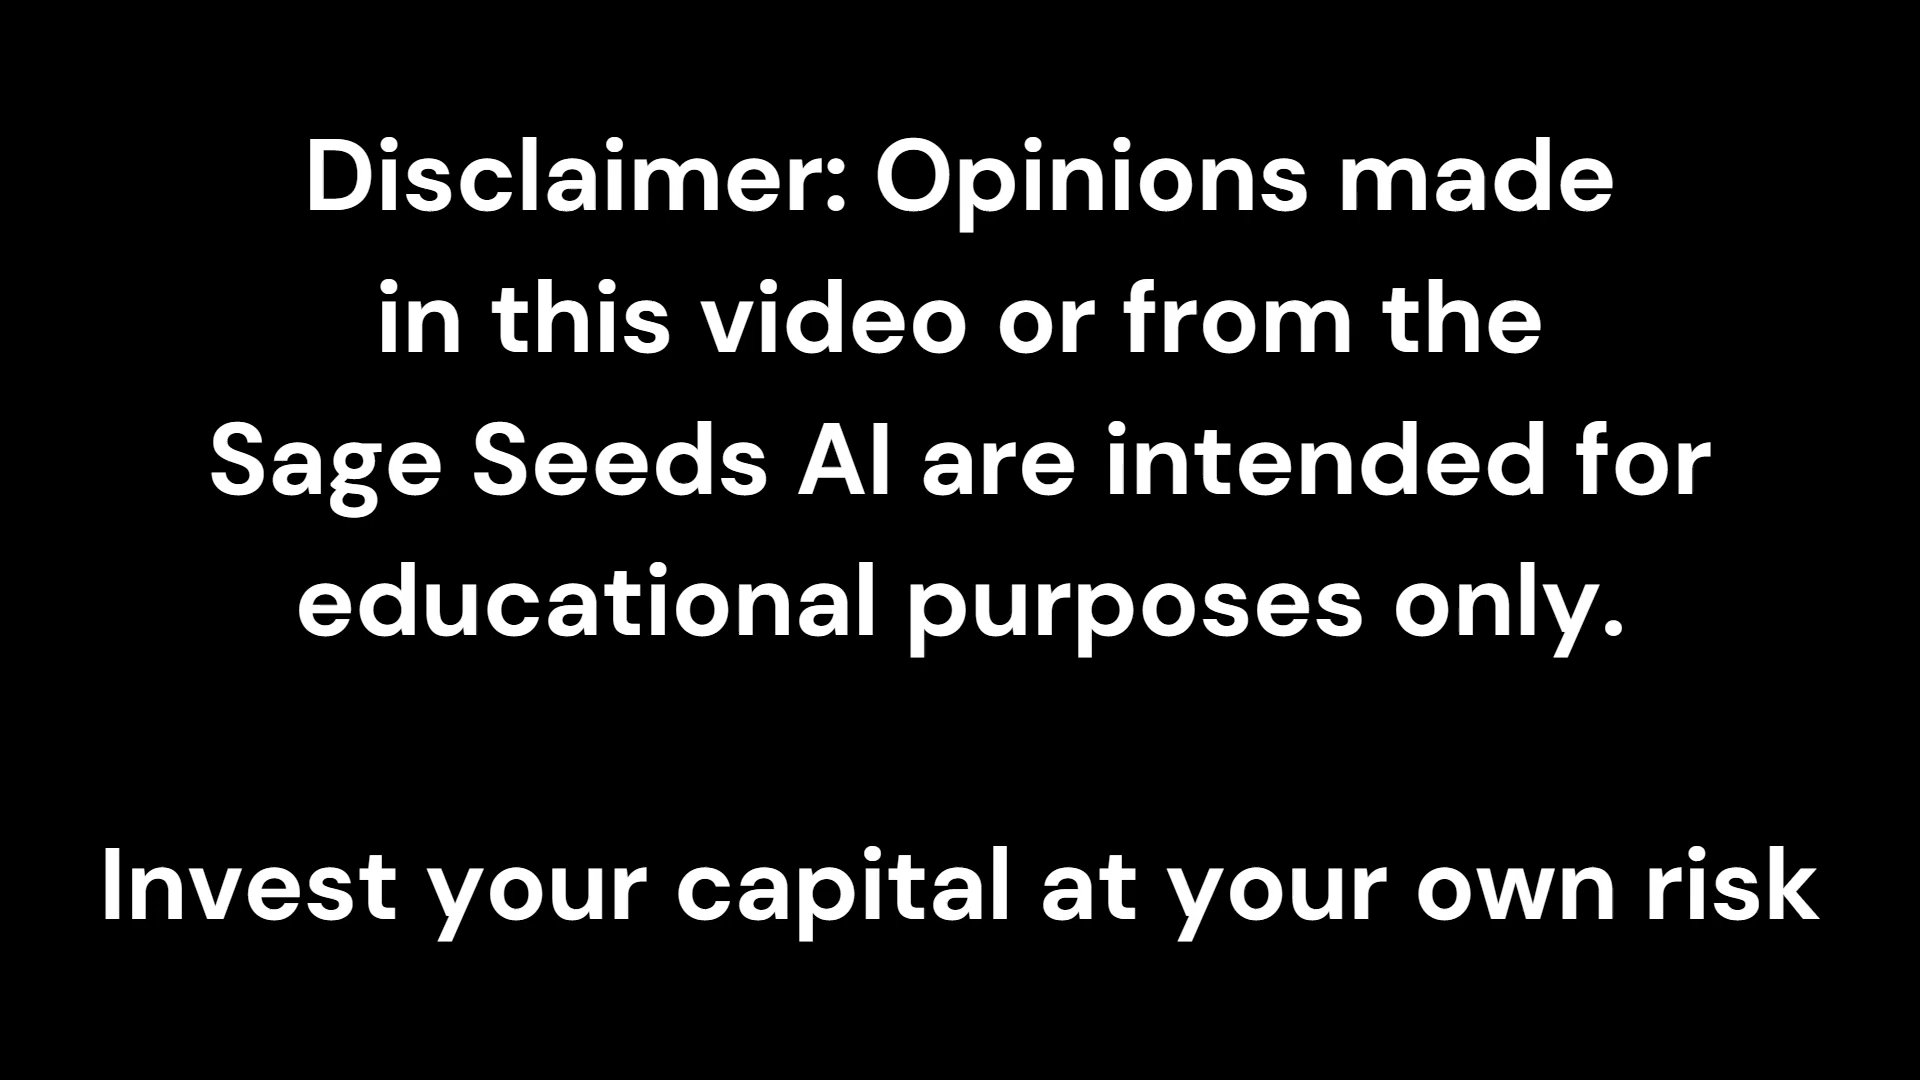 Disclaimer: Opinions made
in this video or from the
Sage Seeds AI are intended for
educational purposes only.
Invest your capital at your own risk